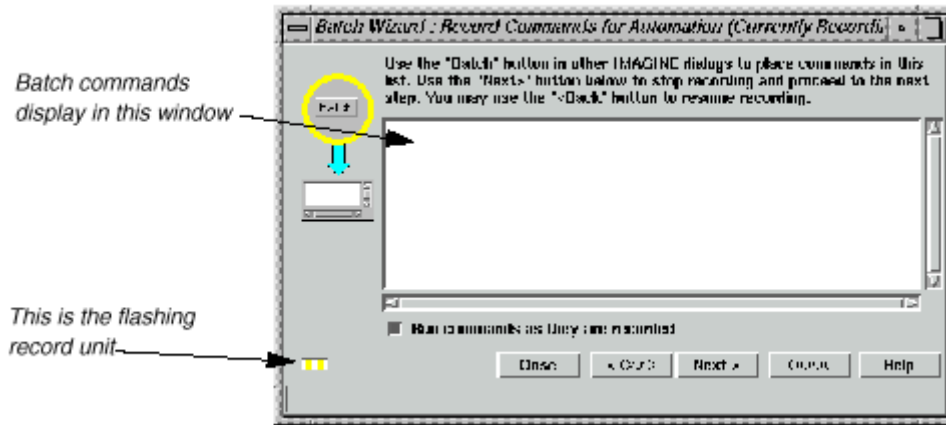 Batch Wizard : Record Commands for Automation (Currently Recordi
Use the "Batch" button in other IMAGINE dialogs to place commands in this
list. Use the "Next>" button below to stop recording and proceed to the next
step. You may use the "<Back" button to resume recording.
Batch commands
display in this window
Batch
Run commands as they are recorded
This is the flashing
record unit
Close
< Back
Next >
Help